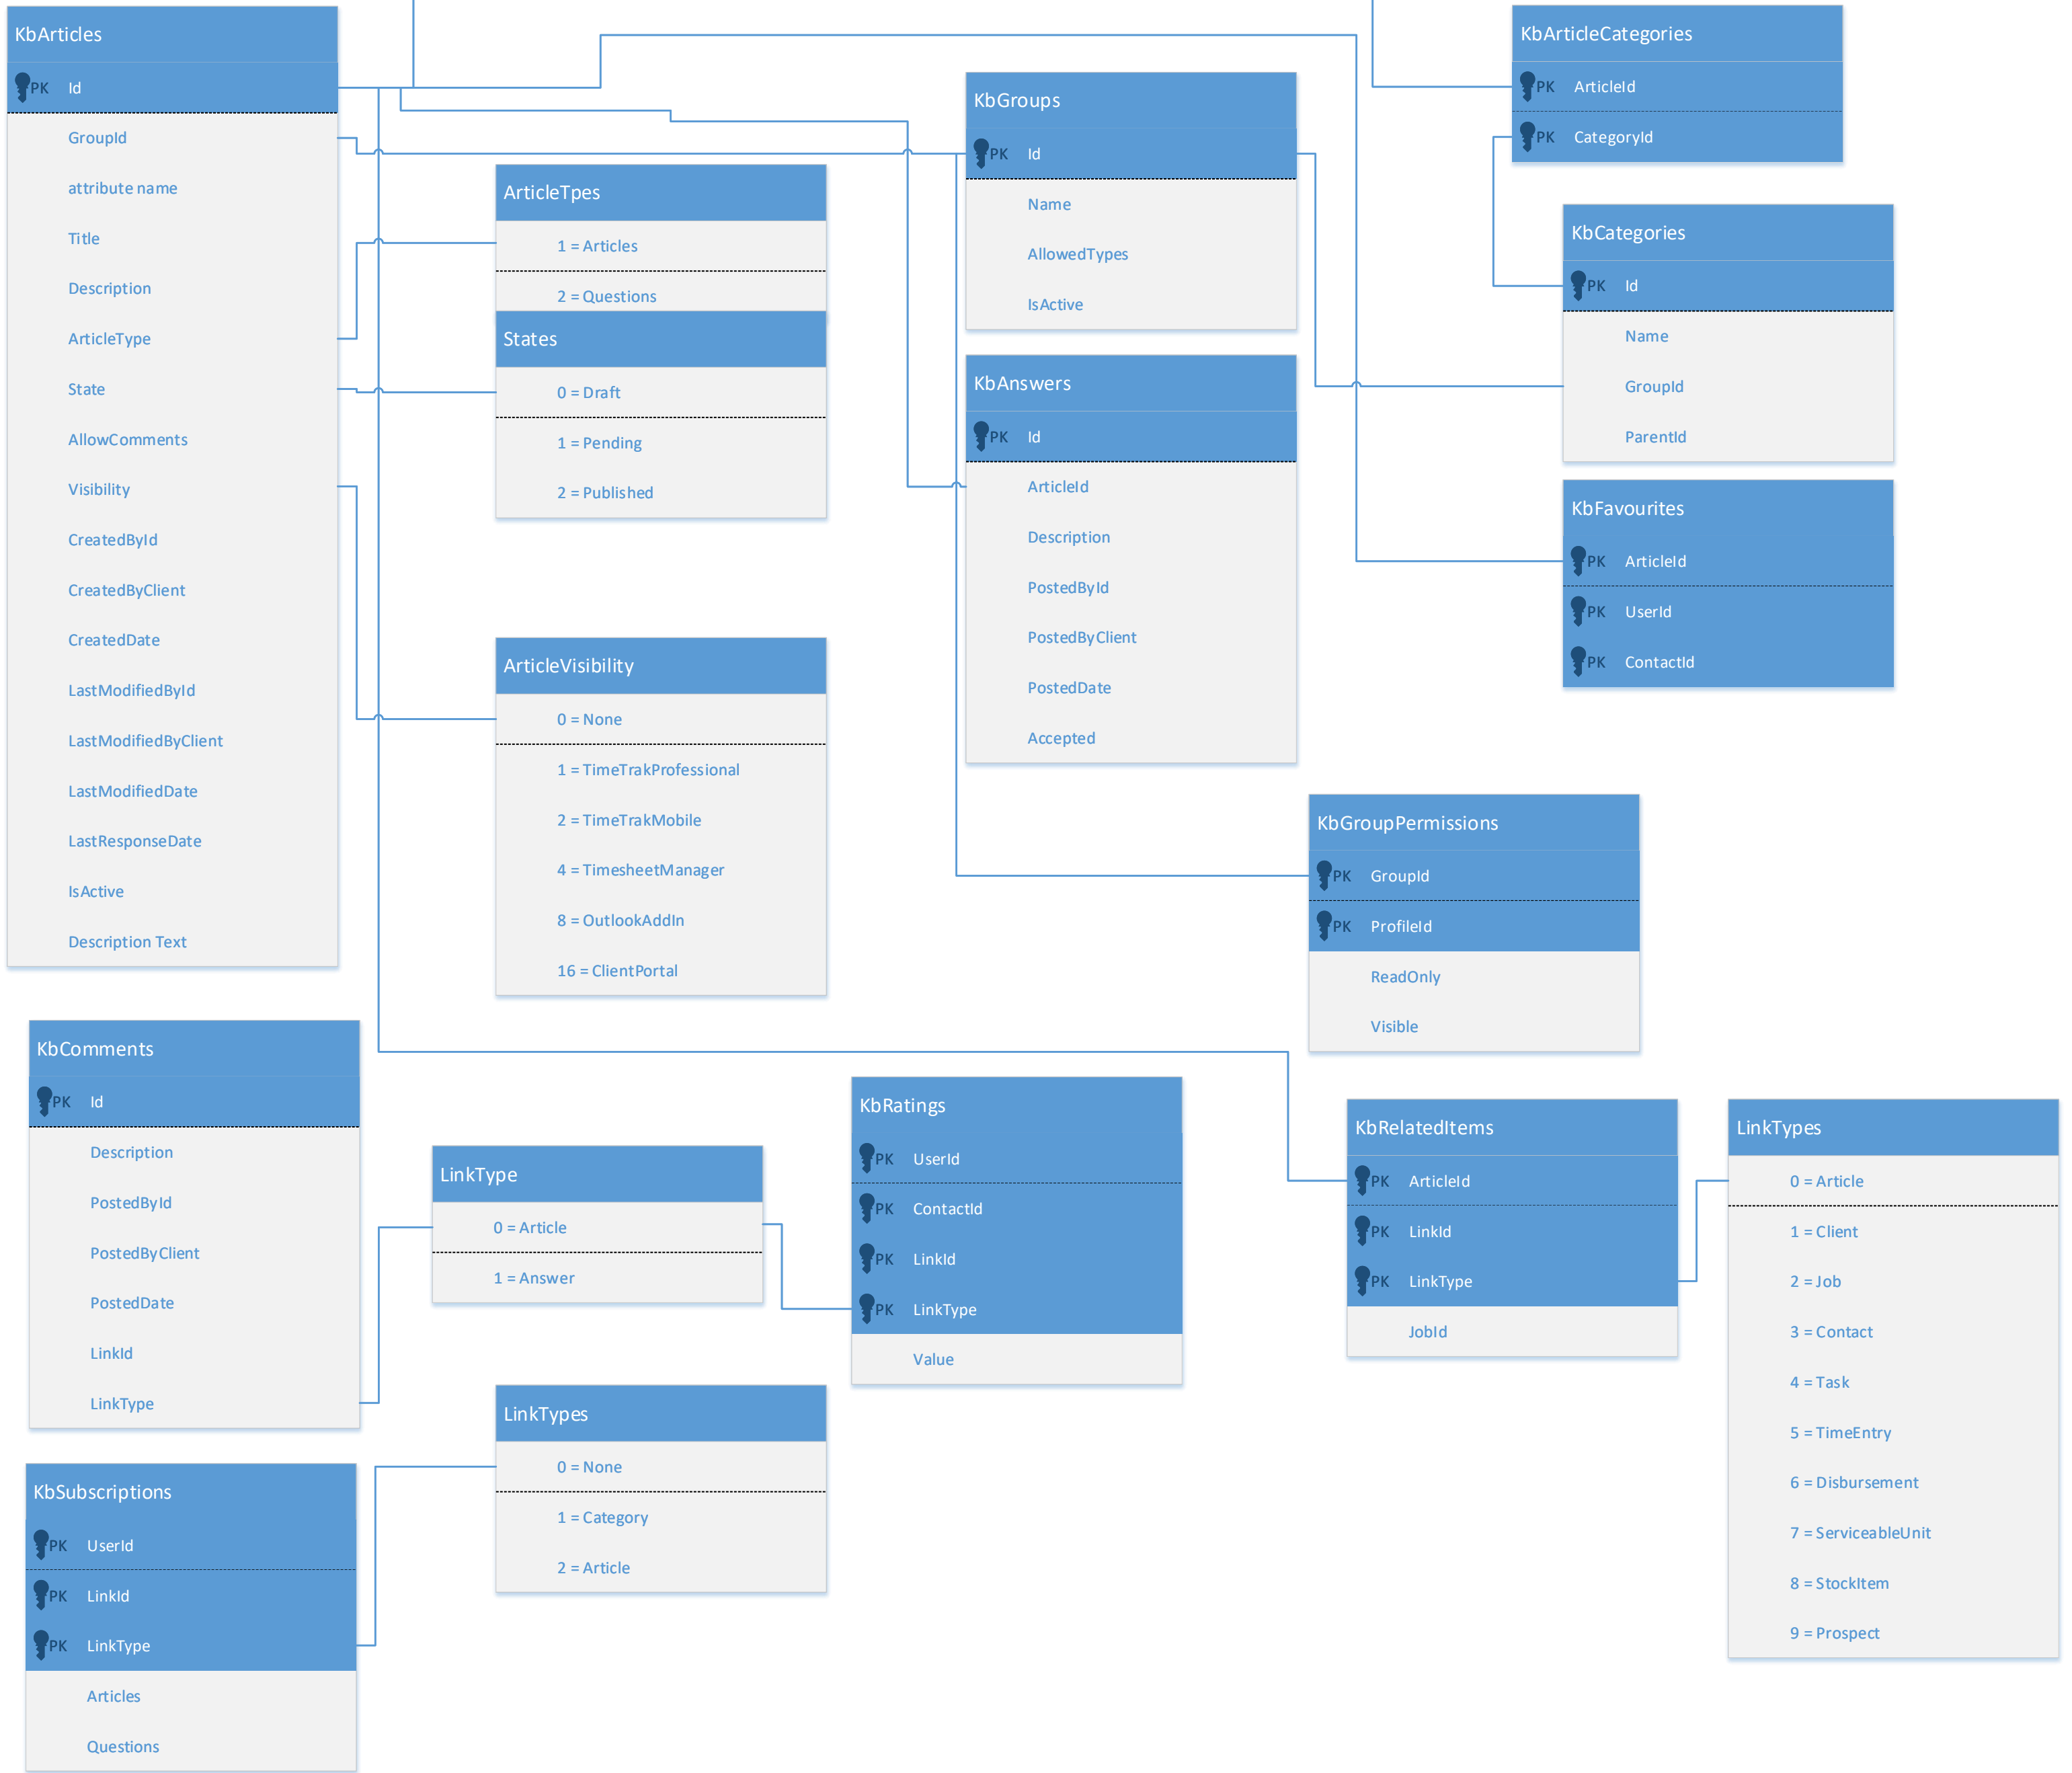 KbArticles
PK Id
GroupId
attribute name
Title
Description
ArticleType
State
AllowComments
Visibility
CreatedById
CreatedByClient
CreatedDate
LastModifiedById
LastModifiedByClient
LastModifiedDate
LastResponseDate
IsActive
Description Text
ArticleTpes
1 = Articles
2 = Questions
States
0 = Draft
1 = Pending
2 = Published
ArticleVisibility
0 = None
1 = TimeTrakProfessional
2 = TimeTrakMobile
4 = TimesheetManager
8 = OutlookAddIn
16 = ClientPortal
KbGroups
PK Id
Name
AllowedTypes
IsActive
KbAnswers
PK Id
ArticleId
Description
PostedById
PostedByClient
PostedDate
Accepted
KbArticleCategories
PK ArticleId
PK CategoryId
KbCategories
PK Id
Name
GroupId
ParentId
KbFavourites
PK ArticleId
PK UserId
PK ContactId
KbGroupPermissions
PK GroupId
PK ProfileId
ReadOnly
Visible
KbComments
PK Id
Description
PostedById
PostedByClient
PostedDate
LinkId
LinkType
LinkType
0 = Article
1 = Answer
KbRatings
PK UserId
PK ContactId
PK LinkId
PK LinkType
Value
KbRelatedItems
PK ArticleId
PK LinkId
PK LinkType
JobId
LinkTypes
0 = Article
1 = Client
2 = Job
3 = Contact
4 = Task
5 = TimeEntry
6 = Disbursement
7 = ServiceableUnit
8 = StockItem
9 = Prospect
KbSubscriptions
PK UserId
PK LinkId
PK LinkType
Articles
Questions
LinkTypes
0 = None
1 = Category
2 = Article